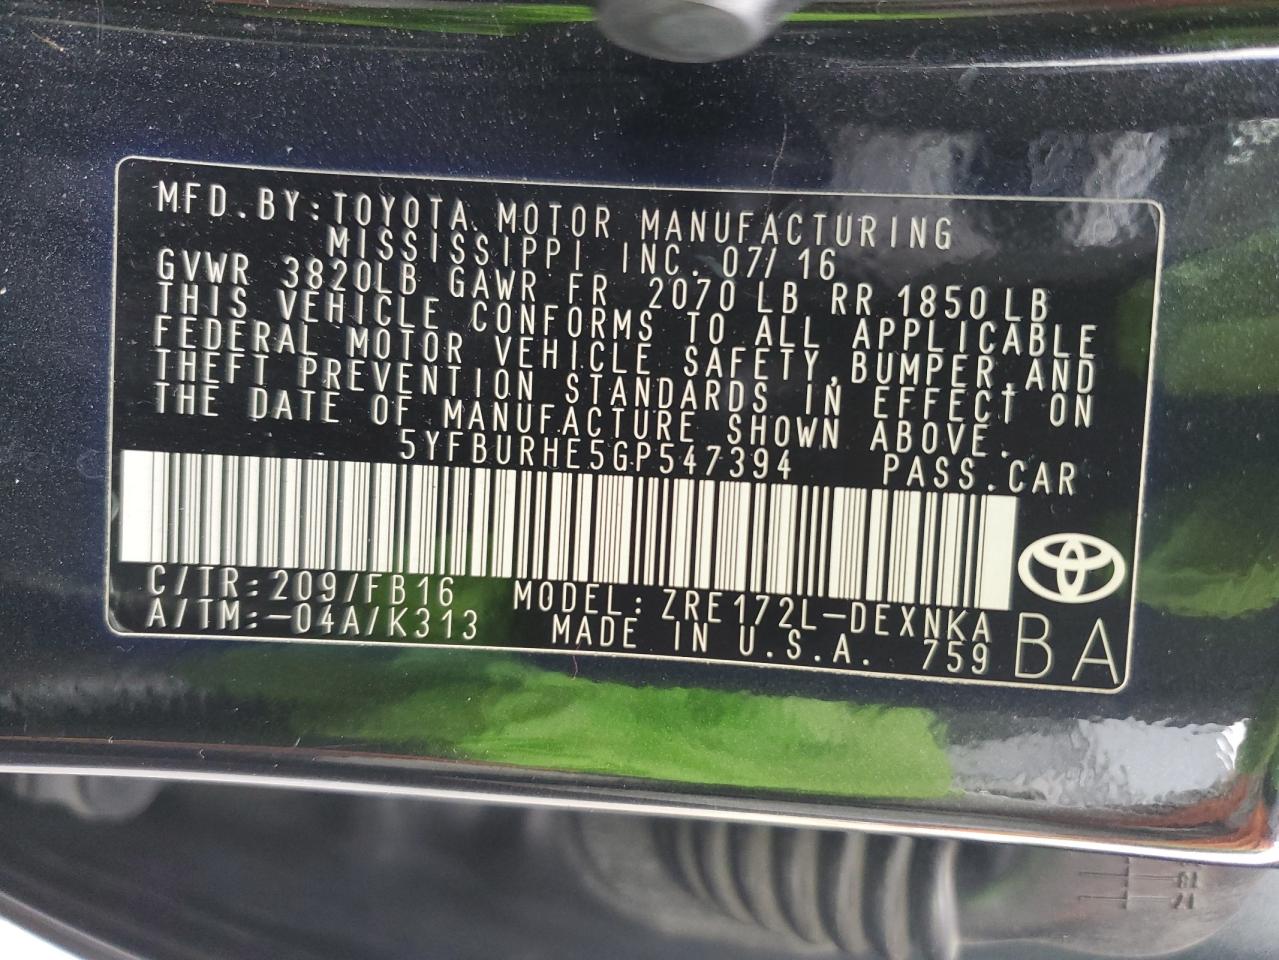 MFD.BY:TOYOTA MOTOR MANUFACTURING
MISSISSIPPI INC. 07/16
GVWR 3820LB GAWR FR 2070LB RR 1850LB
THIS VEHICLE CONFORMS TO ALL APPLICABLE
FEDERAL MOTOR VEHICLE SAFETY,BUMPER,AND
THEFT PREVENTION STANDARDS IN EFFECT ON
THE DATE OF MANUFACTURE SHOWN ABOVE.
5YFBURHE5GP547394 PASS.CAR
C/TR:209/FB16 MODEL:ZRE172L-DEXNKA
A/TM:-04A/K313 MADE IN U.S.A. 759 BA